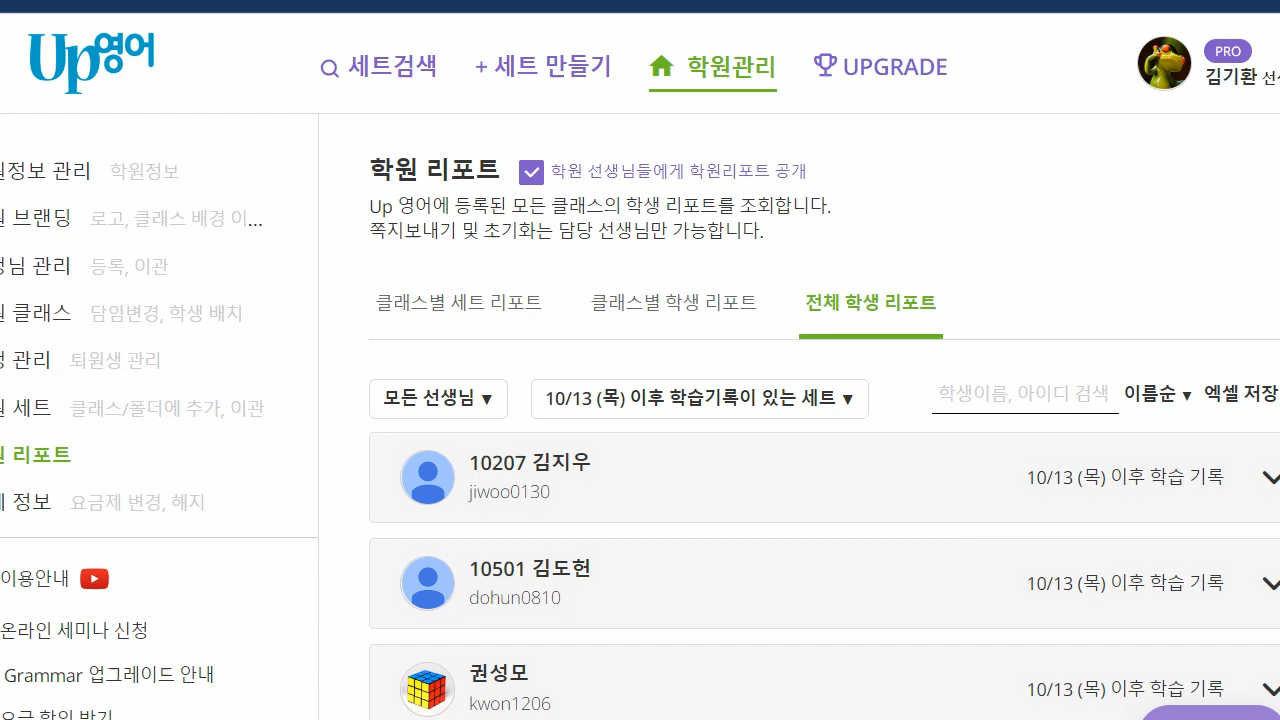 Up영어
세트검색
+ 세트 만들기
학원관리
UPGRADE
PRO
김기환
정보 관리 학원정보
브랜딩 로고, 클래스 배경 이...
관리 등록, 이관
클래스 담임변경, 학생 배치
관리 퇴원생 관리
세트 클래스/폴더에 추가, 이관
리포트
정보 요금제 변경, 해지
이용안내
온라인 세미나 신청
Grammar 업그레이드 안내
학원 리포트
학원 선생님들에게 학원리포트 공개
Up 영어에 등록된 모든 클래스의 학생 리포트를 조회합니다.
쪽지보내기 및 초기화는 담당 선생님만 가능합니다.
클래스별 세트 리포트
클래스별 학생 리포트
전체 학생 리포트
모든 선생님 ▼
10/13 (목) 이후 학습기록이 있는 세트 ▼
학생이름, 아이디 검색
이름순 ▼
엑셀 저장
10207 김지우
jiwoo0130
10/13 (목) 이후 학습 기록
10501 김도헌
dohun0810
10/13 (목) 이후 학습 기록
권성모
kwon1206
10/13 (목) 이후 학습 기록